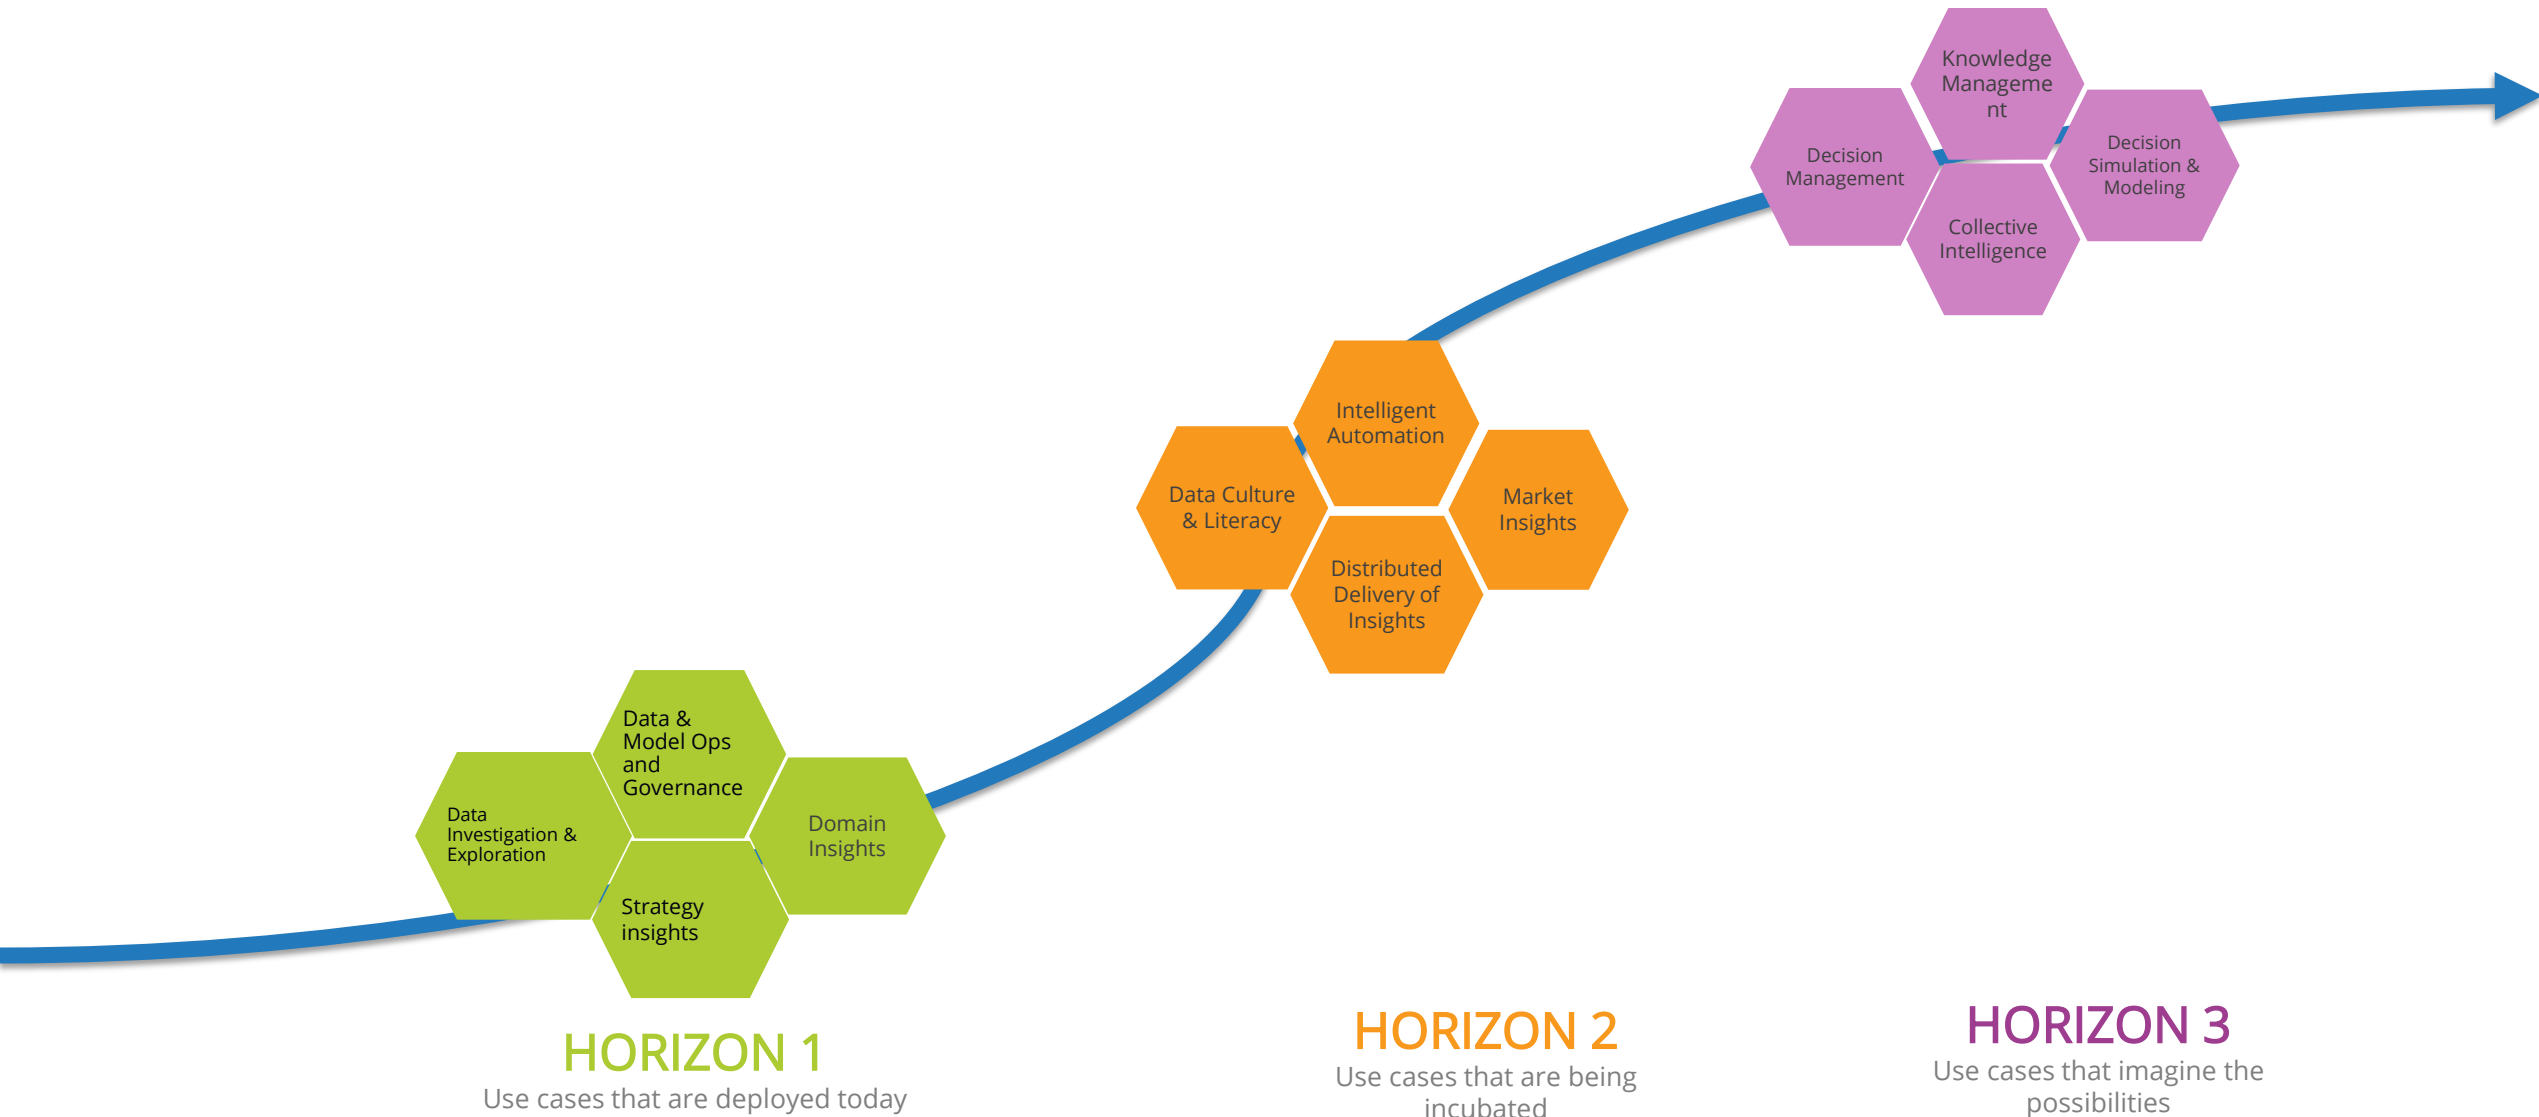 Knowledge
Manageme
nt
Decision
Management
Decision
Simulation &
Modeling
Collective
Intelligence
Intelligent
Automation
Data Culture
& Literacy
Market
Insights
Distributed
Delivery of
Insights
Data &
Model Ops
and
Governance
Data
Investigation &
Exploration
Domain
Insights
Strategy
insights
HORIZON 1
Use cases that are deployed today
HORIZON 2
Use cases that are being
incubated
HORIZON 3
Use cases that imagine the
possibilities